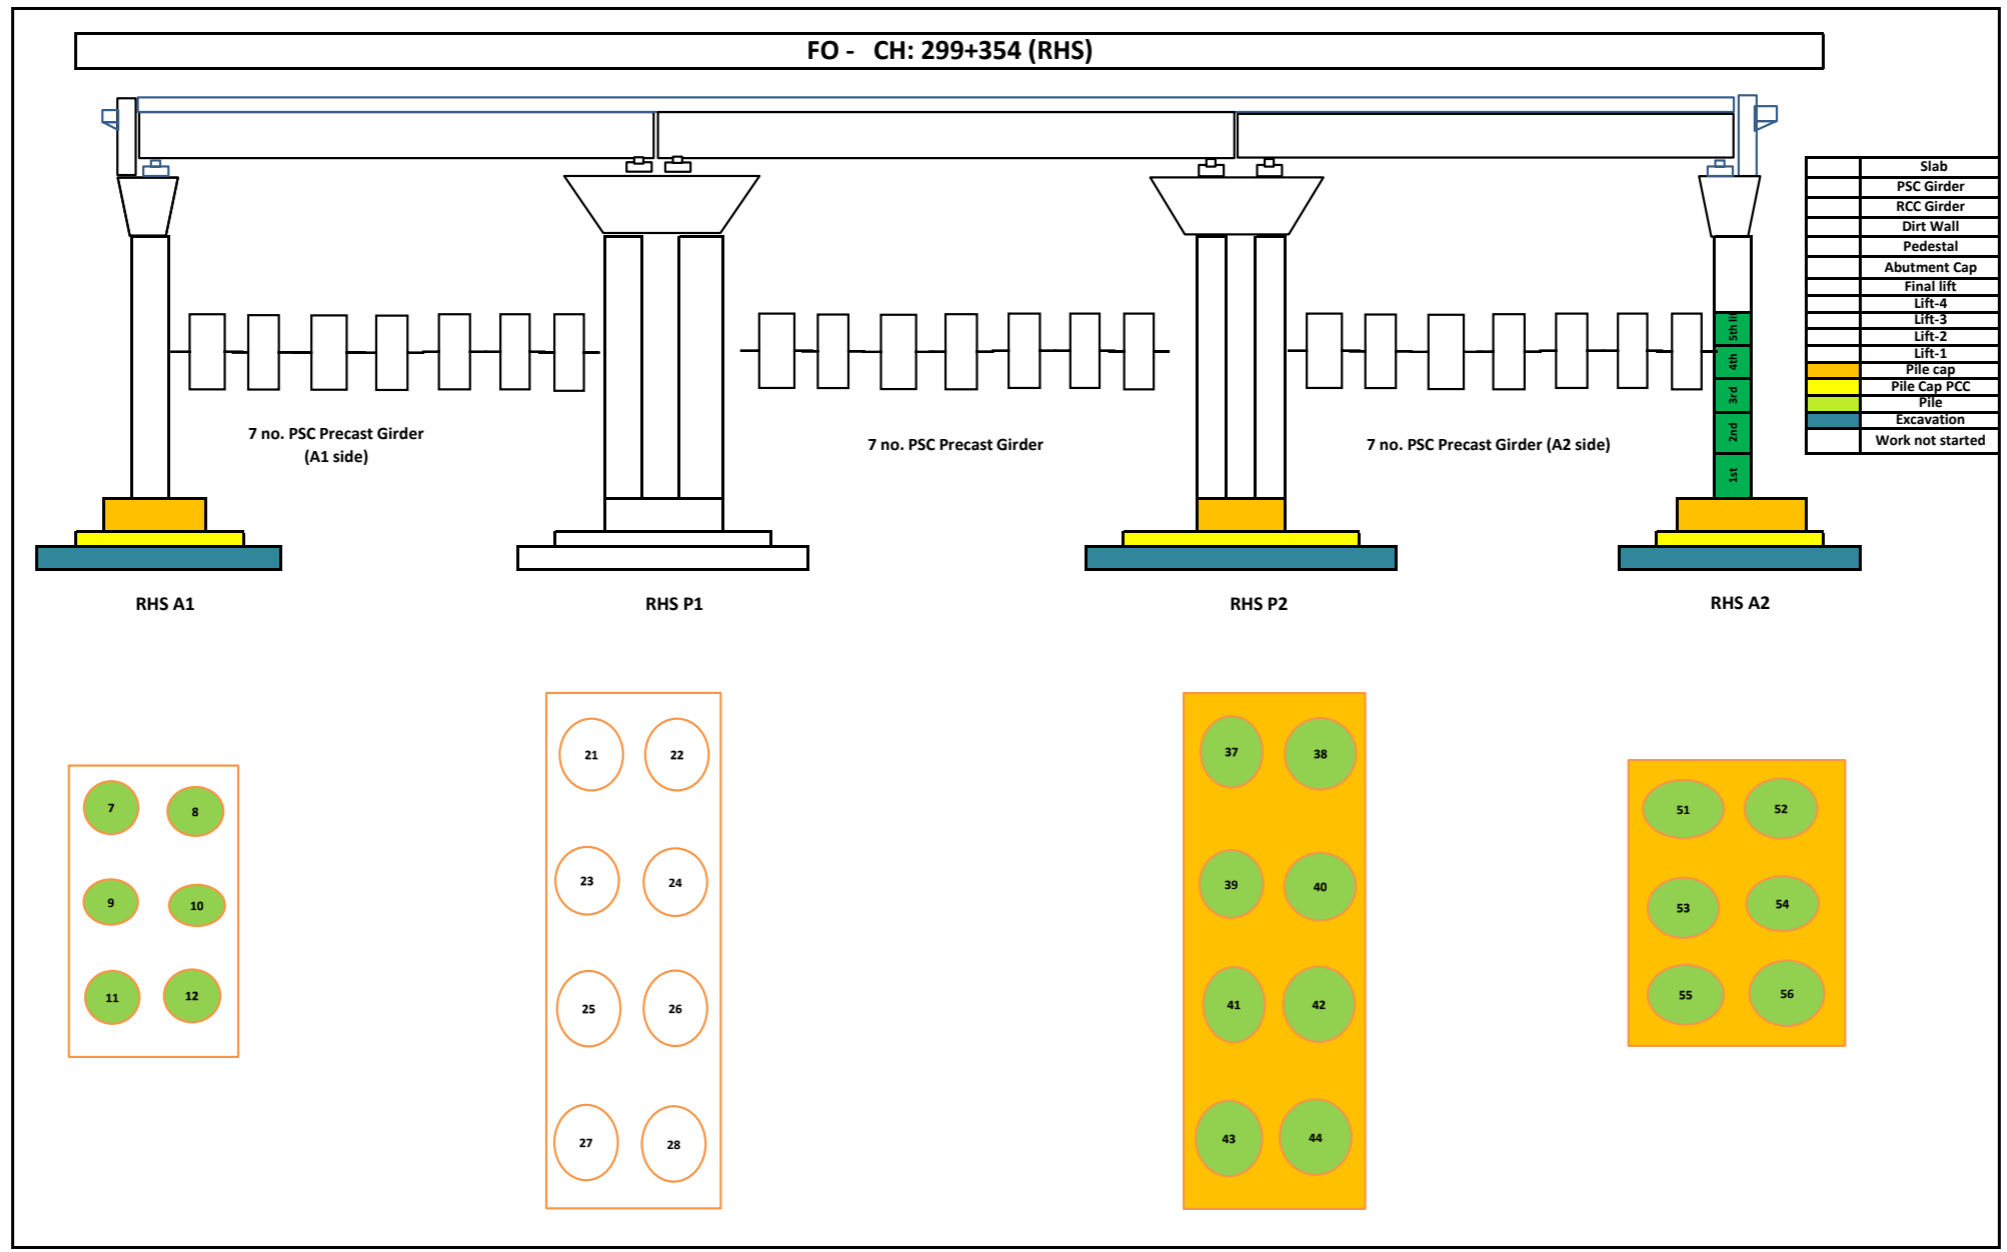 FO - CH: 299+354 (RHS)
Slab
PSC Girder
RCC Girder
Dirt Wall
Pedestal
Abutment Cap
Final lift
Lift-4
Lift-3
Lift-2
Lift-1
Pile cap
Pile Cap PCC
Pile
Excavation
Work not started
5th lif
4th
3rd
2nd
1st
7 no. PSC Precast Girder
(A1 side)
7 no. PSC Precast Girder
7 no. PSC Precast Girder (A2 side)
RHS A1
RHS P1
RHS P2
RHS A2
7 8
9 10
11 12
21 22
23 24
25 26
27 28
37 38
39 40
41 42
43 44
51 52
53 54
55 56